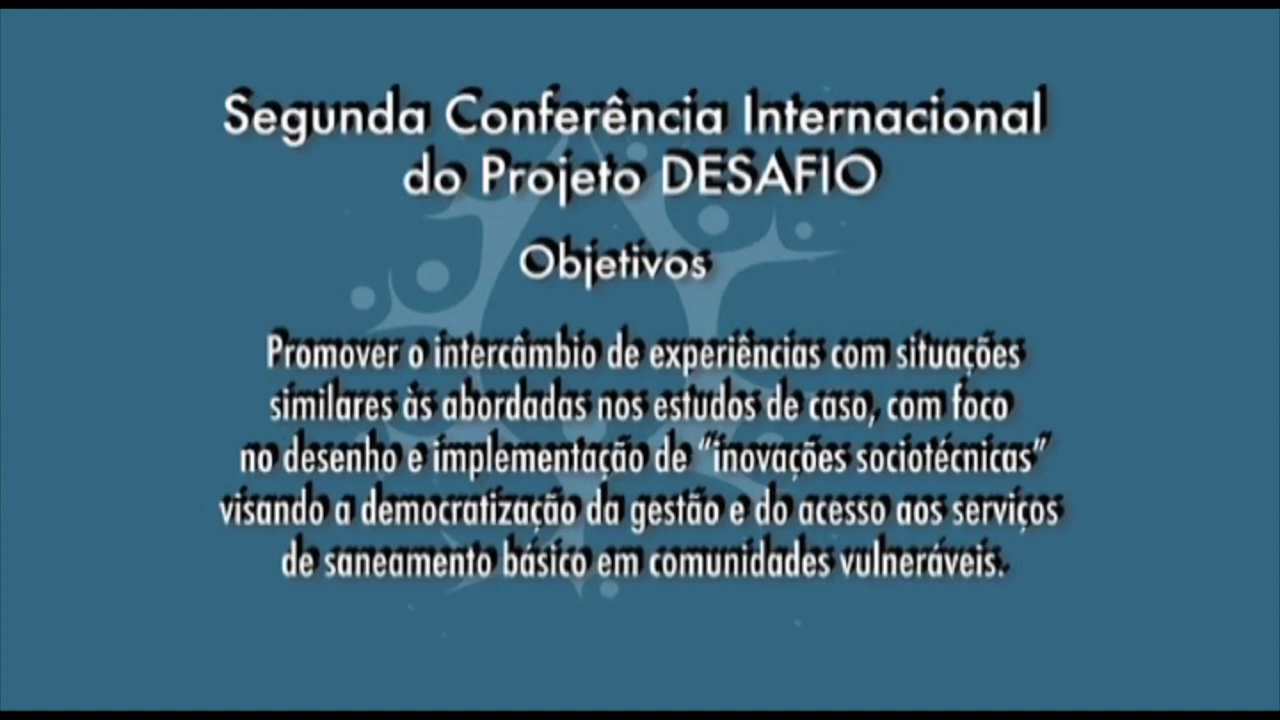 Segunda Conferência Internacional
do Projeto DESAFIO
Objetivos
Promover o intercâmbio de experiências com situações
similares às abordadas nos estudos de caso, com foco
no desenho e implementação de “inovações sociotécnicas”
visando a democratização da gestão e do acesso aos serviços
de saneamento básico em comunidades vulneráveis.